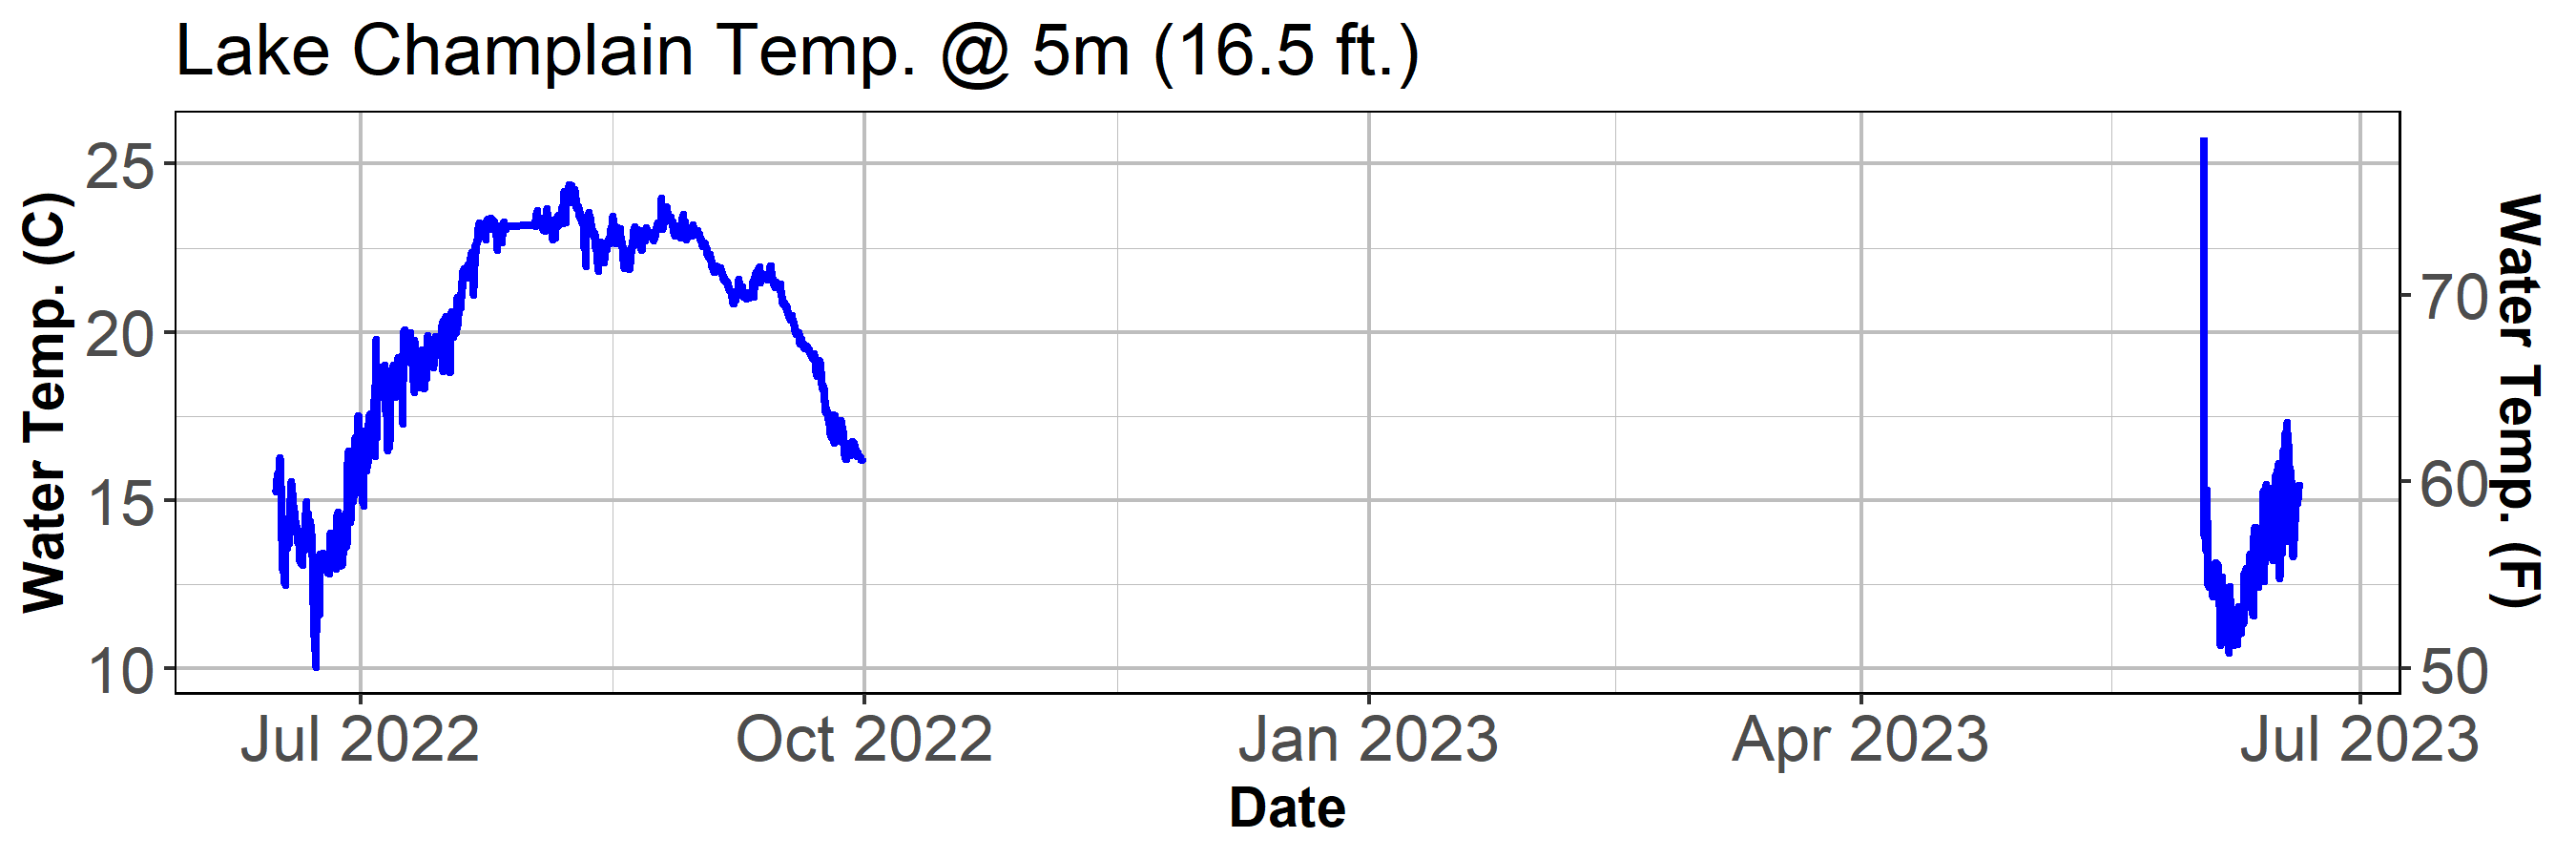 Lake Champlain Temp. @ 5m (16.5 ft.)
Water Temp. (C)
25
20
15
10
70
60
50
Water Temp. (F)
Jul 2022 Oct 2022 Jan 2023 Apr 2023 Jul 2023
Date